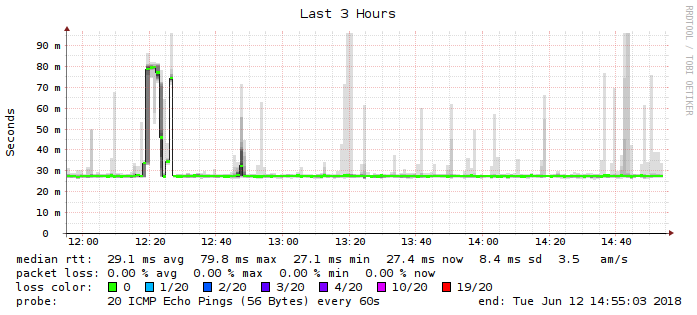 Last 3 Hours
RRDTOOL / TOBI OETIKER
Seconds
90 m
80 m
70 m
60 m
50 m
40 m
30 m
20 m
10 m
0
12:00 12:20 12:40 13:00 13:20 13:40 14:00 14:20 14:40
median rtt: 29.1 ms avg 79.8 ms max 27.1 ms min 27.4 ms now 8.4 ms sd 3.5 am/s
packet loss: 0.00 % avg 0.00 % max 0.00 % min 0.00 % now
loss color: 0 1/20 2/20 3/20 4/20 10/20 19/20
probe: 20 ICMP Echo Pings (56 Bytes) every 60s end: Tue Jun 12 14:55:03 2018